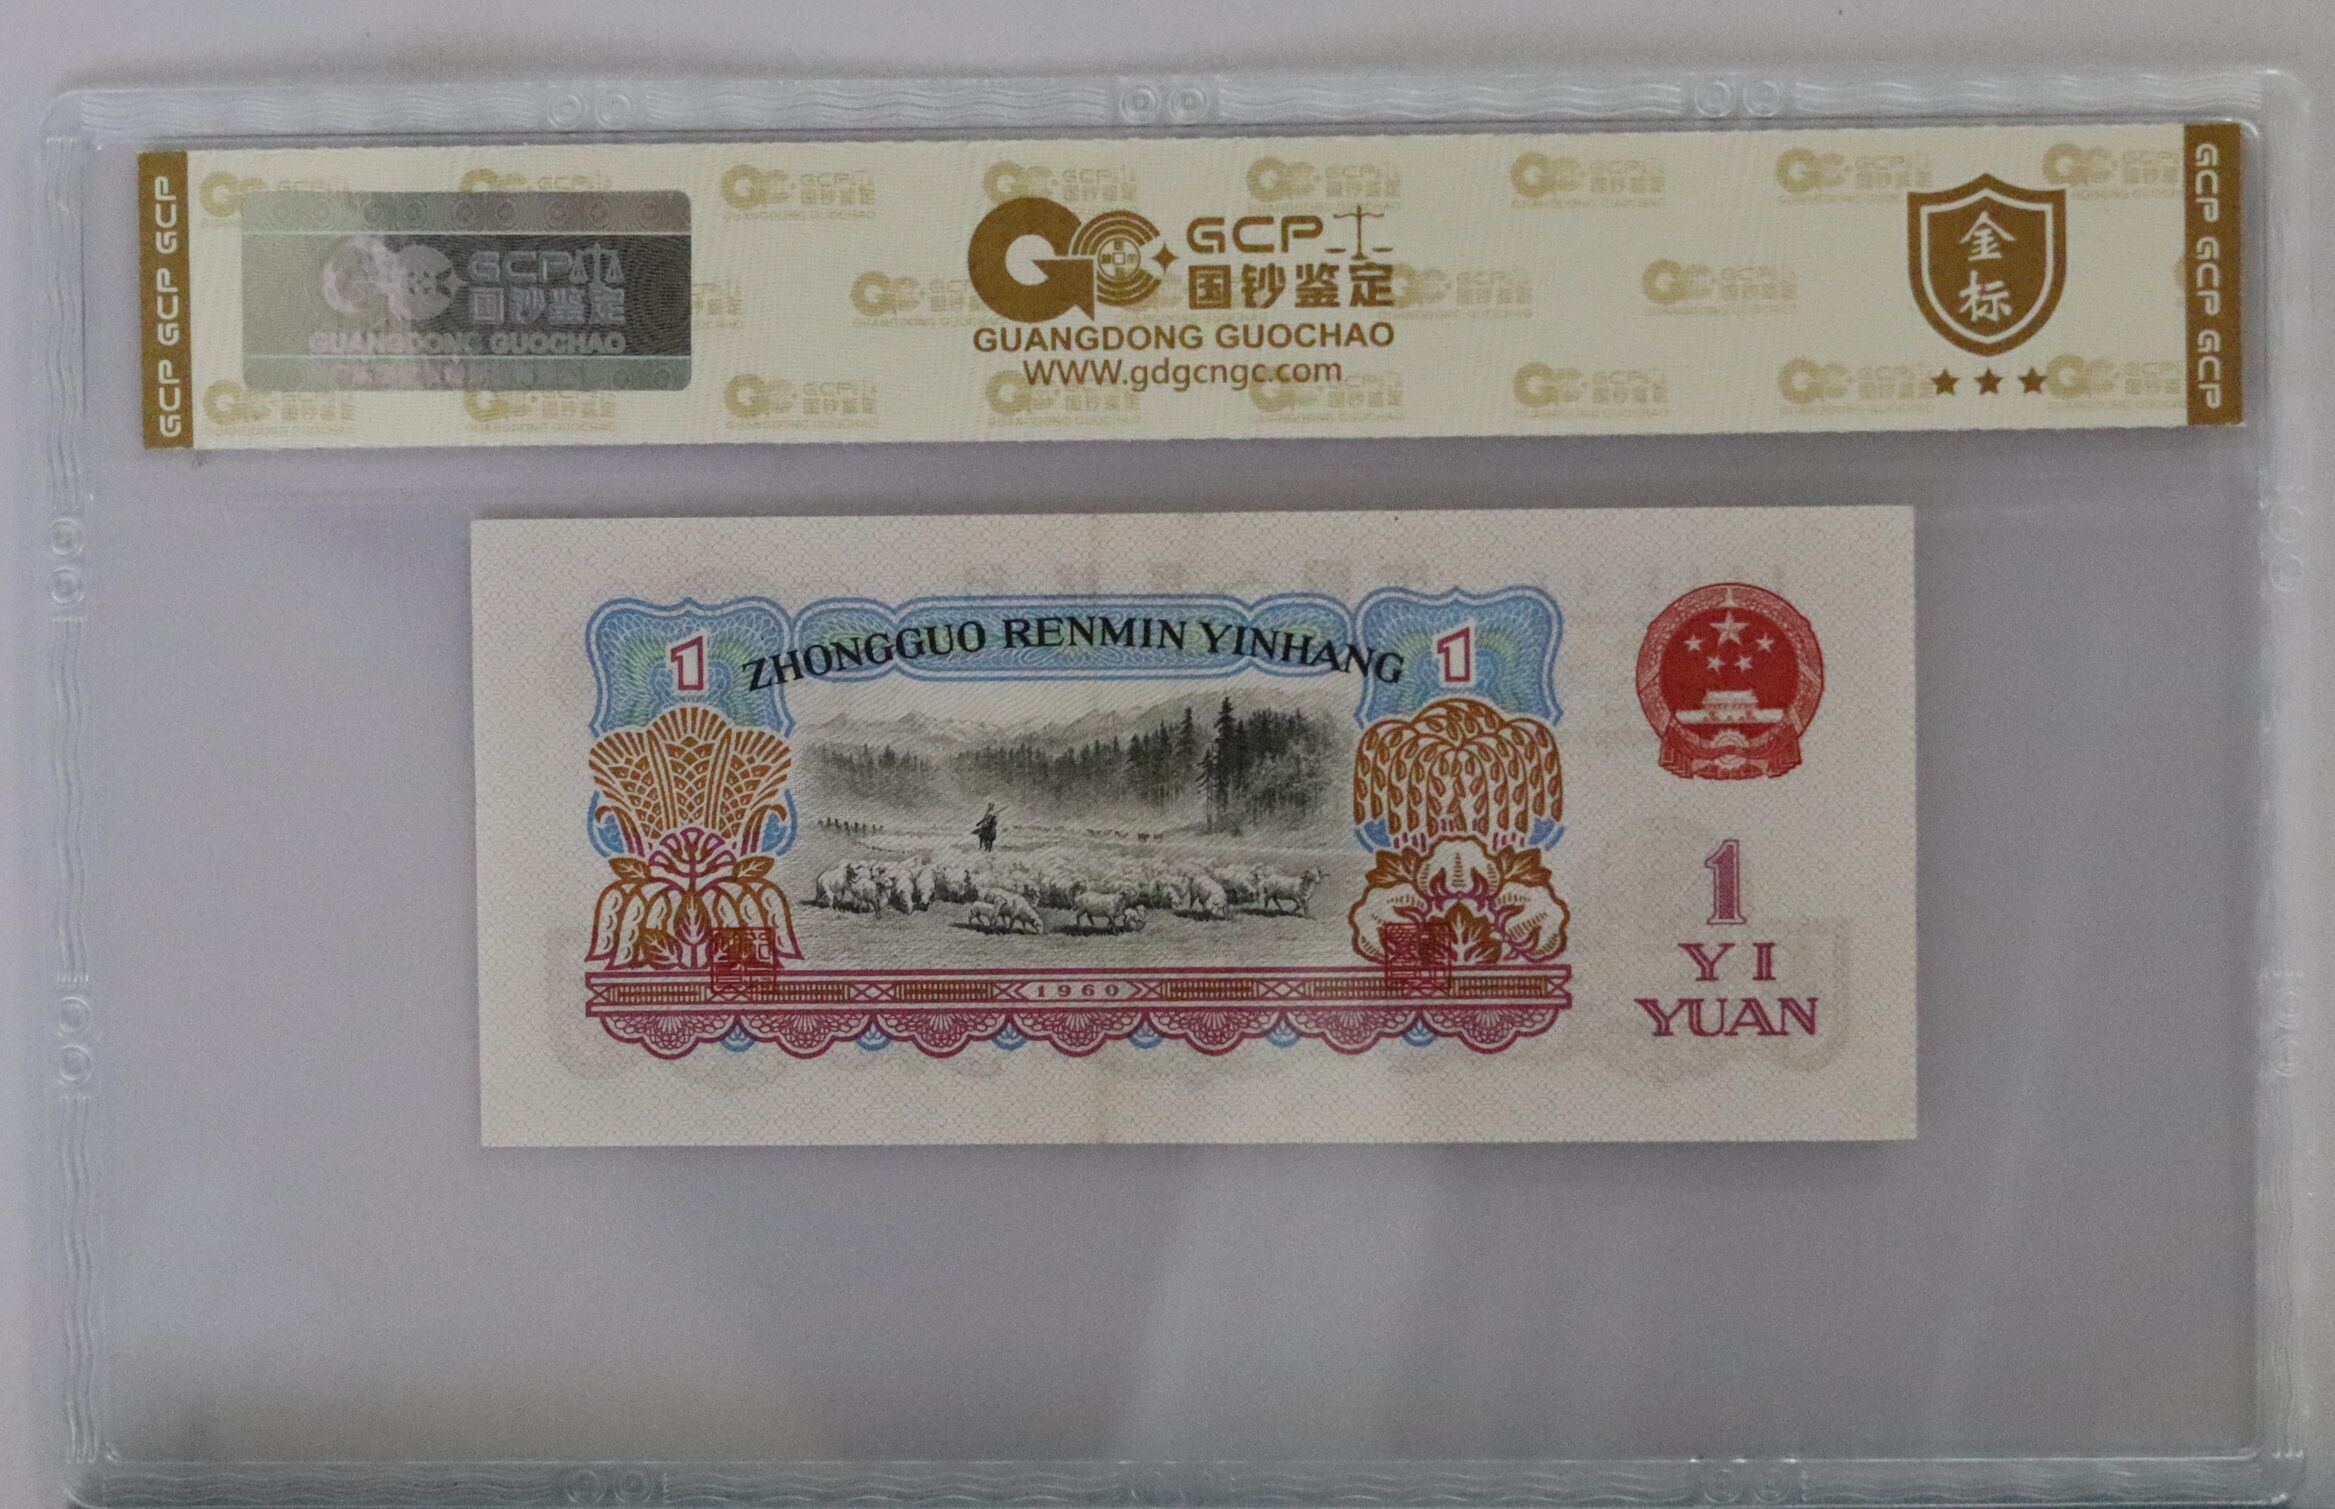 GCP GCP GCP
GCP
国钞鉴定
GUANGDONG GUOCHAO
GCP
国钞鉴定
GUANGDONG GUOCHAO
WWW.gdgcngc.com
金
标
GCP GCP GCP
1
ZHONGGUO RENMIN YINHANG
1
1960
1
YI
YUAN